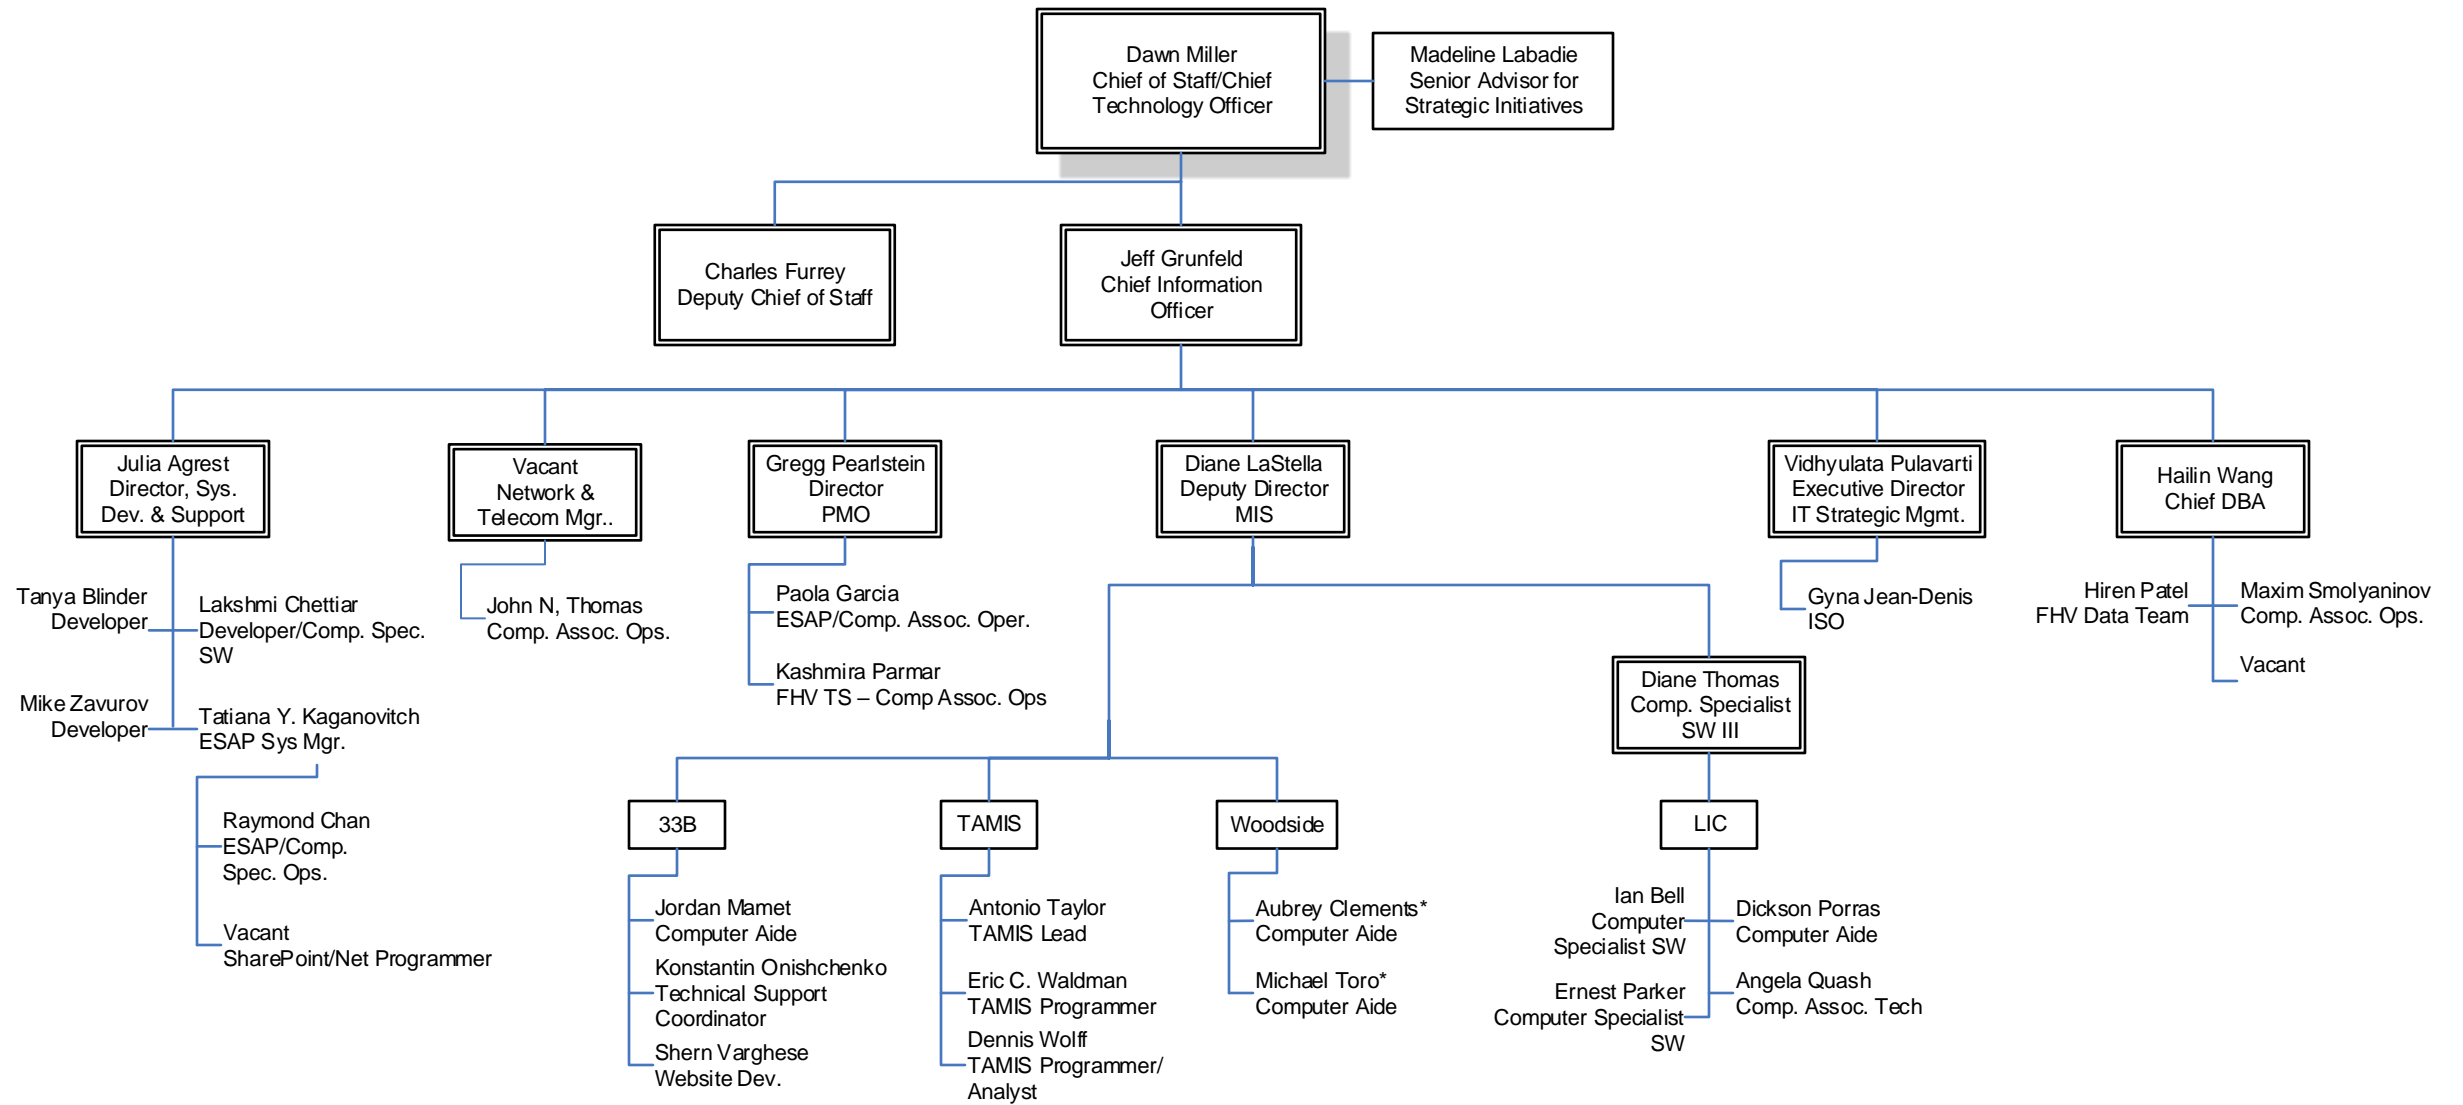 Dawn Miller
Chief of Staff/Chief
Technology Officer
Madeline Labadie
Senior Advisor for
Strategic Initiatives
Charles Furrey
Deputy Chief of Staff
Jeff Grunfeld
Chief Information
Officer
Julia Agrest
Director, Sys.
Dev. & Support
Vacant
Network &
Telecom Mgr..
Gregg Pearlstein
Director
PMO
Diane LaStella
Deputy Director
MIS
Vidhyulata Pulavarti
Executive Director
IT Strategic Mgmt.
Hailin Wang
Chief DBA
Tanya Blinder
Developer
Lakshmi Chettiar
Developer/Comp. Spec.
SW
Mike Zavurov
Developer
Tatiana Y. Kaganovitch
ESAP Sys Mgr.
Raymond Chan
ESAP/Comp.
Spec. Ops.
Vacant
SharePoint/Net Programmer
John N, Thomas
Comp. Assoc. Ops.
Paola Garcia
ESAP/Comp. Assoc. Oper.
Kashmira Parmar
FHV TS – Comp Assoc. Ops
Gyna Jean-Denis
ISO
Hiren Patel
FHV Data Team
Maxim Smolyaninov
Comp. Assoc. Ops.
Vacant
Diane Thomas
Comp. Specialist
SW III
33B
TAMIS
Woodside
LIC
Jordan Mamet
Computer Aide
Konstantin Onishchenko
Technical Support
Coordinator
Shern Varghese
Website Dev.
Antonio Taylor
TAMIS Lead
Eric C. Waldman
TAMIS Programmer
Dennis Wolff
TAMIS Programmer/
Analyst
Aubrey Clements*
Computer Aide
Michael Toro*
Computer Aide
Ian Bell
Computer
Specialist SW
Dickson Porras
Computer Aide
Ernest Parker
Computer Specialist
SW
Angela Quash
Comp. Assoc. Tech